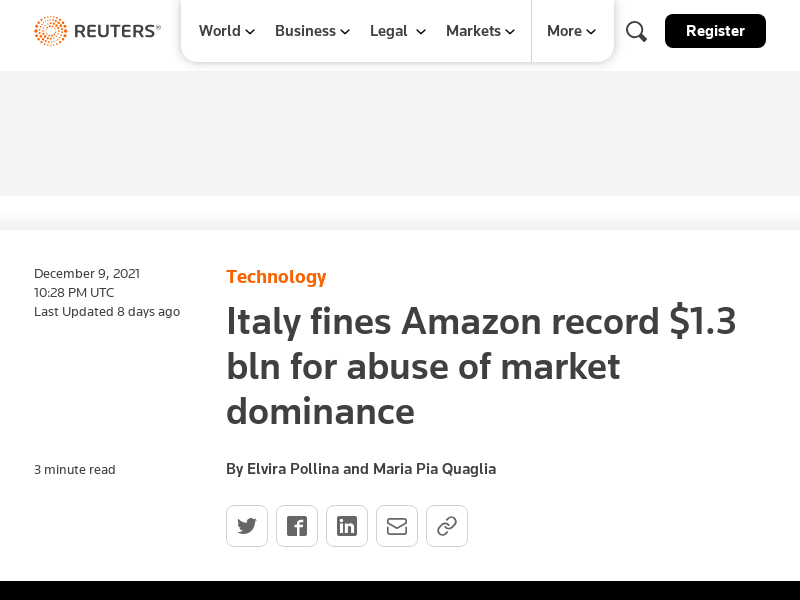 REUTERS®
World
Business
Legal
Markets
More
Register
December 9, 2021
10:28 PM UTC
Last Updated 8 days ago
Technology
Italy fines Amazon record $1.3
bln for abuse of market
dominance
3 minute read
By Elvira Pollina and Maria Pia Quaglia